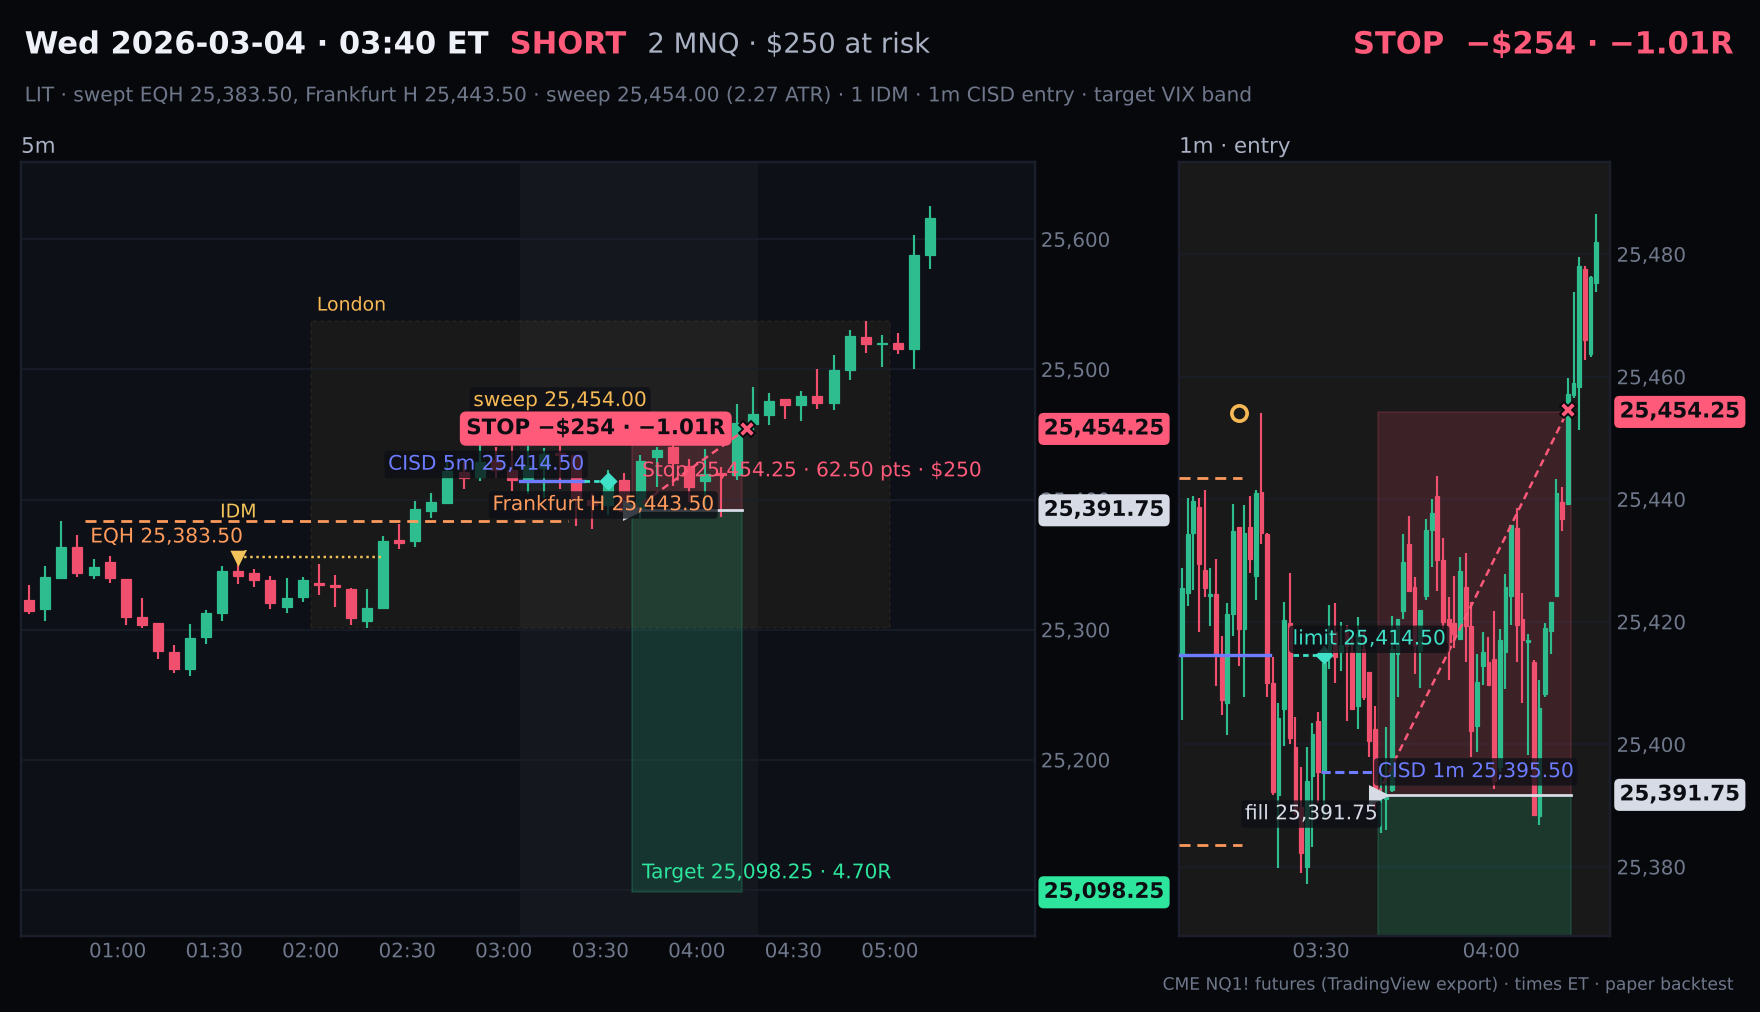 Wed 2026-03-04 · 03:40 ET SHORT 2 MNQ · $250 at risk
STOP −$254 · −1.01R
LIT · swept EQH 25,383.50, Frankfurt H 25,443.50 · sweep 25,454.00 (2.27 ATR) · 1 IDM · 1m CISD entry · target VIX band
5m
London
sweep 25,454.00
STOP −$254 · −1.01R
CISD 5m 25,414.50
Stop 25,454.25 · 62.50 pts · $250
Frankfurt H 25,443.50
IDM
EQH 25,383.50
Target 25,098.25 · 4.70R
25,600
25,500
25,454.25
25,391.75
25,300
25,200
25,098.25
01:00
01:30
02:00
02:30
03:00
03:30
04:00
04:30
05:00
1m · entry
limit 25,414.50
CISD 1m 25,395.50
fill 25,391.75
25,480
25,460
25,454.25
25,440
25,420
25,400
25,391.75
25,380
03:30
04:00
CME NQ1! futures (TradingView export) · times ET · paper backtest